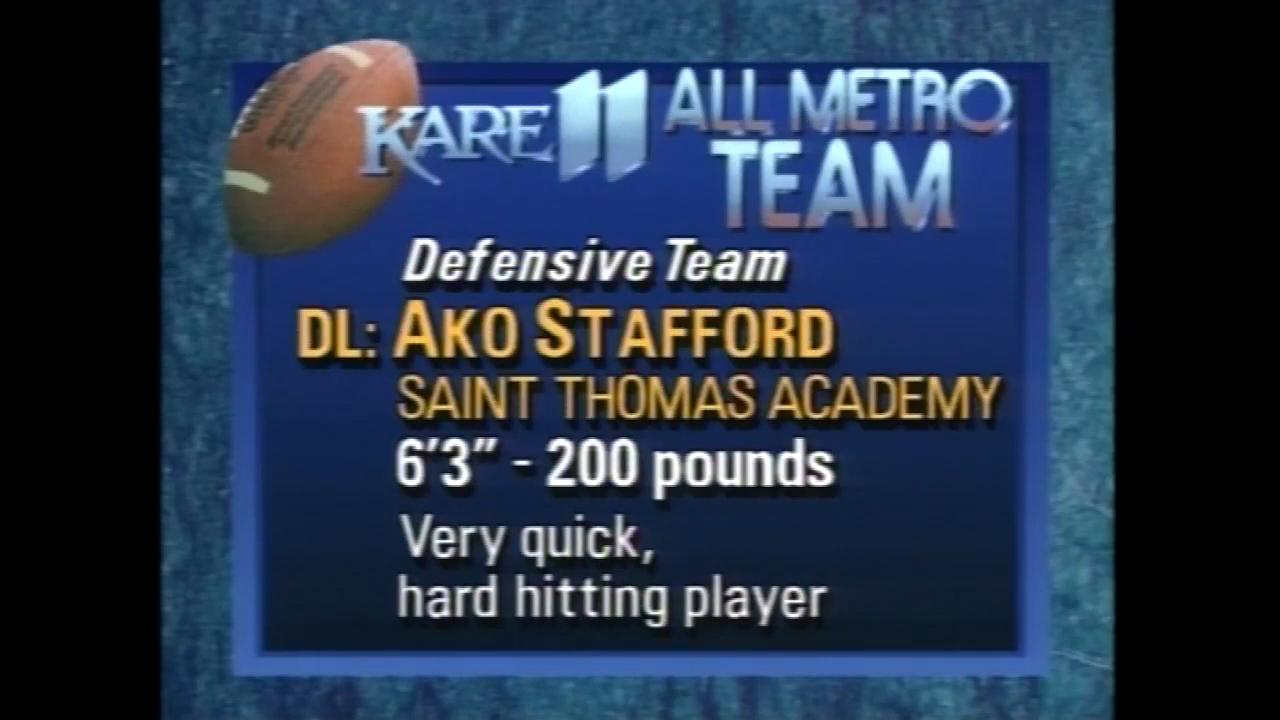 KARE 11 ALL METRO
TEAM
Defensive Team
DL: AKO STAFFORD
SAINT THOMAS ACADEMY
6'3" - 200 pounds
Very quick,
hard hitting player